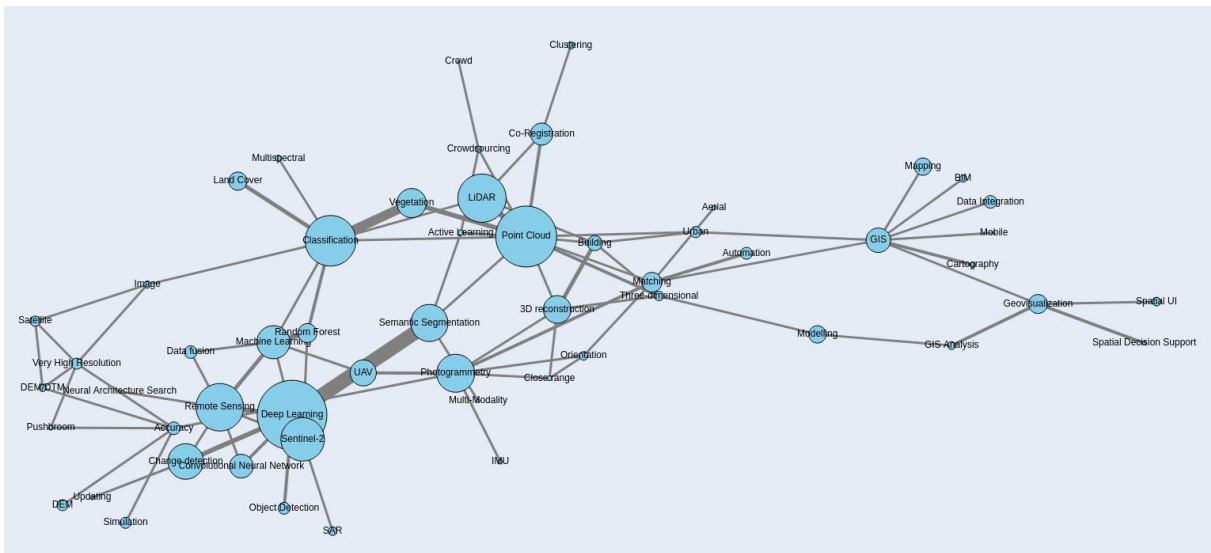 Clustering
Crowd
Co-Registration
Crowdspurcing
Multispectral
Land Cover
Mapping
BIM
LiDAR
Vegetation
Data Integration
Aerial
Classification
Active Learning
Point Cloud
Building
Urban
GIS
Mobile
Automation
Cartography
Image
Matching
Three-dimensional
Geovisualization
Spatial UI
3D reconstruction
Satellite
Semantic Segmentation
Random Forest
Machine Learning
Modelling
GIS Analysis
Spatial Decision Support
Data fusion
Orientation
Very High Resolution
UAV
Photogrammetry
Close range
DEM/DTM
Neural Architecture Search
Multi-Modality
Remote Sensing
Deep Learning
Pushbroom
Accuracy
Sentinel-2
Change detection
Convolutional Neural Network
IMU
Updating
DEM
Object Detection
Simulation
SAR